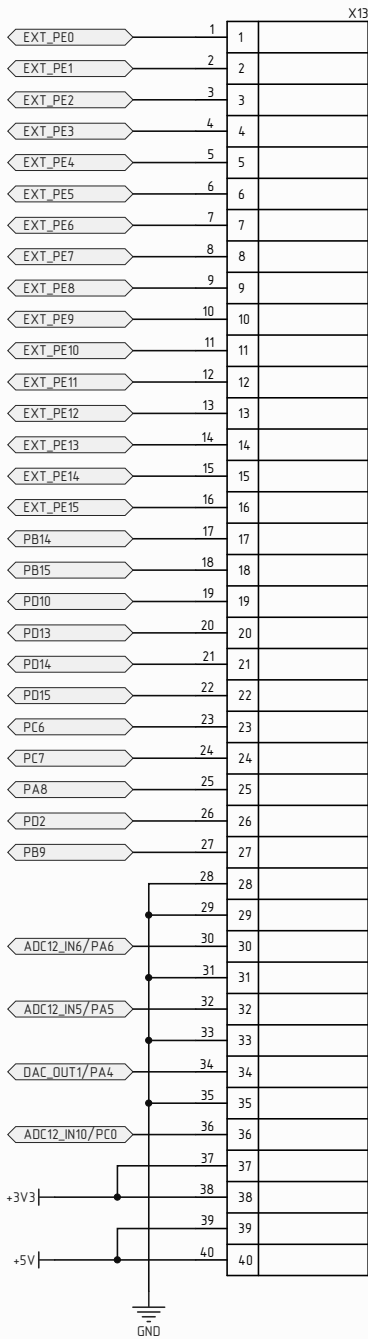 X13
EXT_PE0 1 1
EXT_PE1 2 2
EXT_PE2 3 3
EXT_PE3 4 4
EXT_PE4 5 5
EXT_PE5 6 6
EXT_PE6 7 7
EXT_PE7 8 8
EXT_PE8 9 9
EXT_PE9 10 10
EXT_PE10 11 11
EXT_PE11 12 12
EXT_PE12 13 13
EXT_PE13 14 14
EXT_PE14 15 15
EXT_PE15 16 16
PB14 17 17
PB15 18 18
PD10 19 19
PD13 20 20
PD14 21 21
PD15 22 22
PC6 23 23
PC7 24 24
PA8 25 25
PD2 26 26
PB9 27 27
28 28
29 29
ADC12_IN6/PA6 30 30
31 31
ADC12_IN5/PA5 32 32
33 33
DAC_OUT1/PA4 34 34
35 35
ADC12_IN10/PC0 36 36
37 37
+3V3 38 38
39 39
+5V 40 40
GND